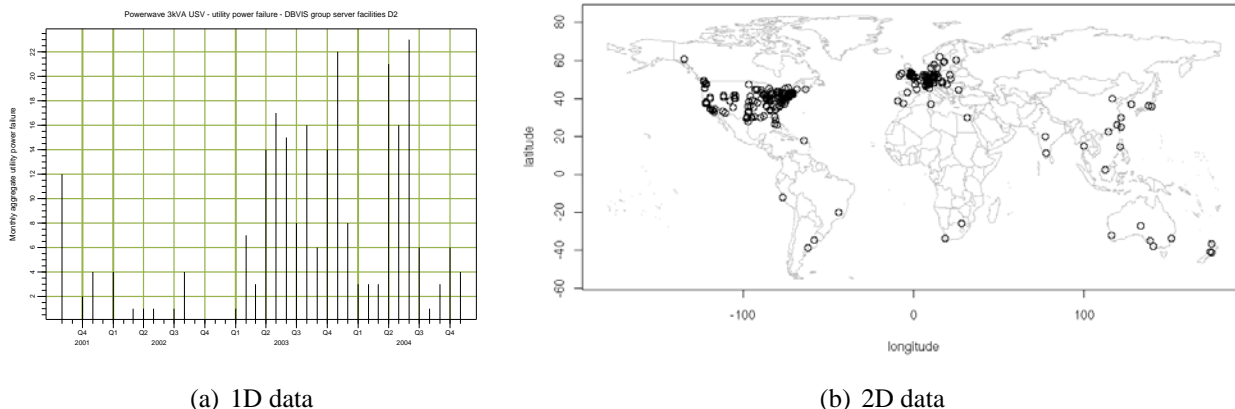 Powerwave 3kVA USV - utility power failure - DBVIS group server facilities D2
Monthly aggregate utility power failure
22
20
18
16
14
12
10
8
6
4
2
Q4 Q1 Q2 Q3 Q1 Q2 Q3 Q4 Q1 Q2 Q3 Q4
2001 2002 2003 2004
latitude
80
60
40
20
0
-20
-40
-60
-100 0 100
longitude
(a) 1D data
(b) 2D data